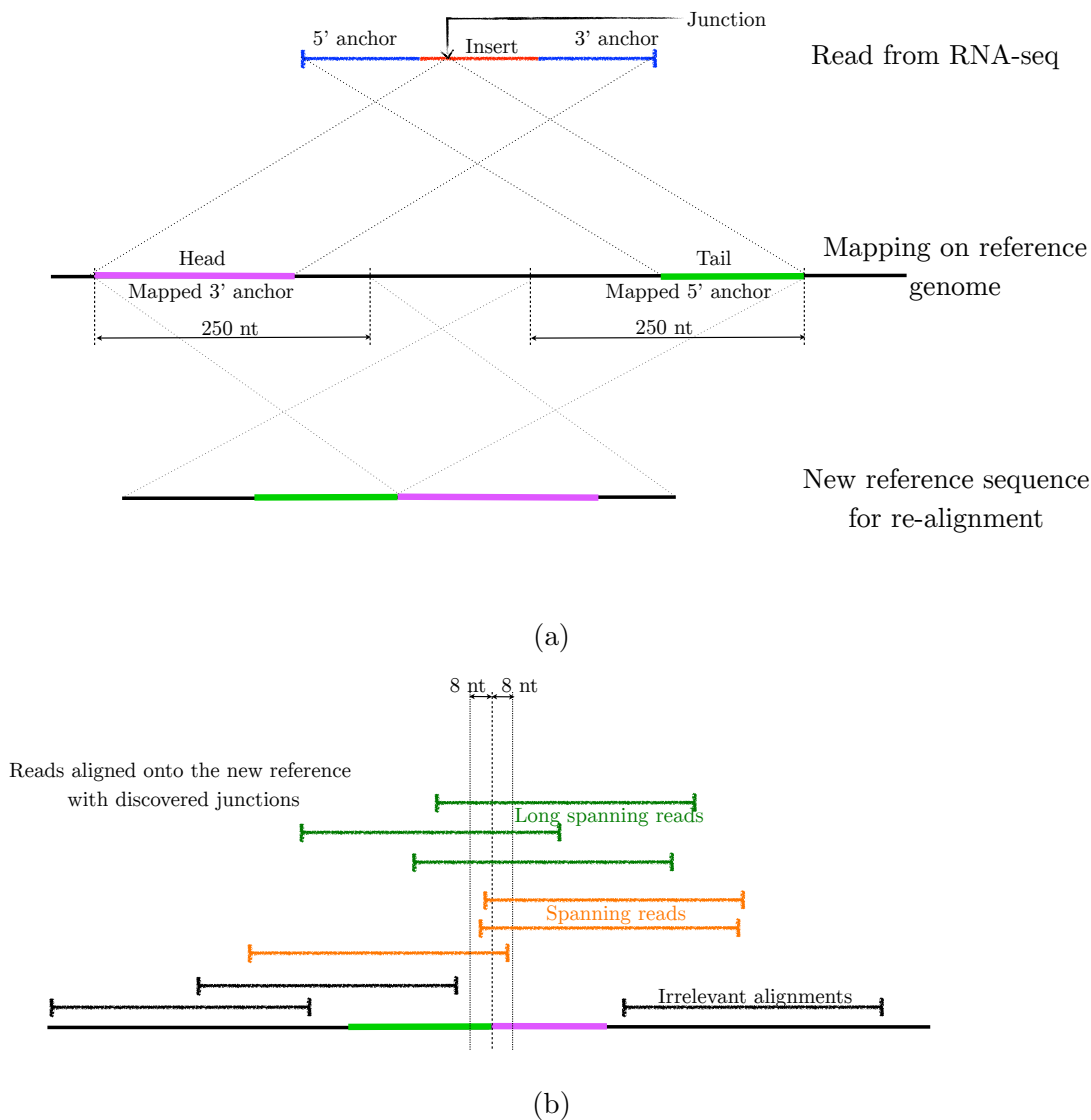 Junction
5’ anchor
Insert
3’ anchor
Read from RNA-seq
Head
Tail
Mapping on reference
genome
Mapped 3’ anchor
Mapped 5’ anchor
250 nt
250 nt
New reference sequence
for re-alignment
(a)
8 nt
8 nt
Reads aligned onto the new reference
with discovered junctions
Long spanning reads
Spanning reads
Irrelevant alignments
(b)